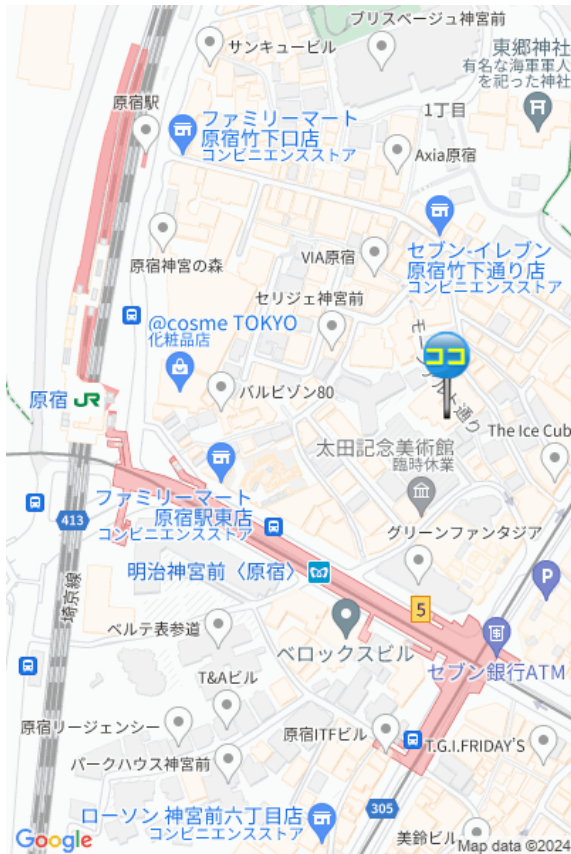 ブリスベージュ神宮前
サンキュービル
東郷神社
有名な海軍軍人
を祀った神社
原宿駅
1丁目
ファミリーマート
原宿竹下口店
コンビニエンスストア
Axia原宿
原宿神宮の森
VIA原宿
セブン-イレブン
原宿竹下通り店
コンビニエンスストア
セリジェ神宮前
@cosme TOKYO
化粧品店
ココ
モーツァルト通り
原宿 JR
バルビゾン80
太田記念美術館
臨時休業
The Ice Cub
ファミリーマート
原宿駅東店
コンビニエンスストア
413
グリーンファンタジア
明治神宮前〈原宿〉
P
埼京線
5
ベルテ表参道
ベロックスビル
セブン銀行ATM
T&Aビル
原宿リージェンシー
原宿ITFビル
T.G.I.FRIDAY'S
パークハウス神宮前
ローソン 神宮前六丁目店
コンビニエンスストア
305
美鈴ビル
Google
Map data ©2024